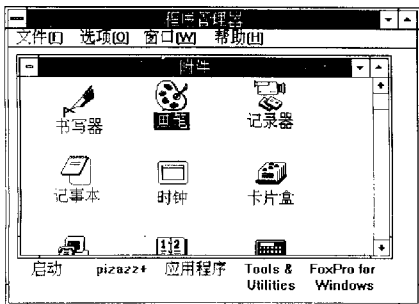 程序管理器
文件[F] 选项[O] 窗口[W] 帮助[H]
附件
书写器 画笔 记录器
记事本 时钟 卡片盒
启动 pizazz+ 应用程序 Tools & Utilities FoxPro for Windows